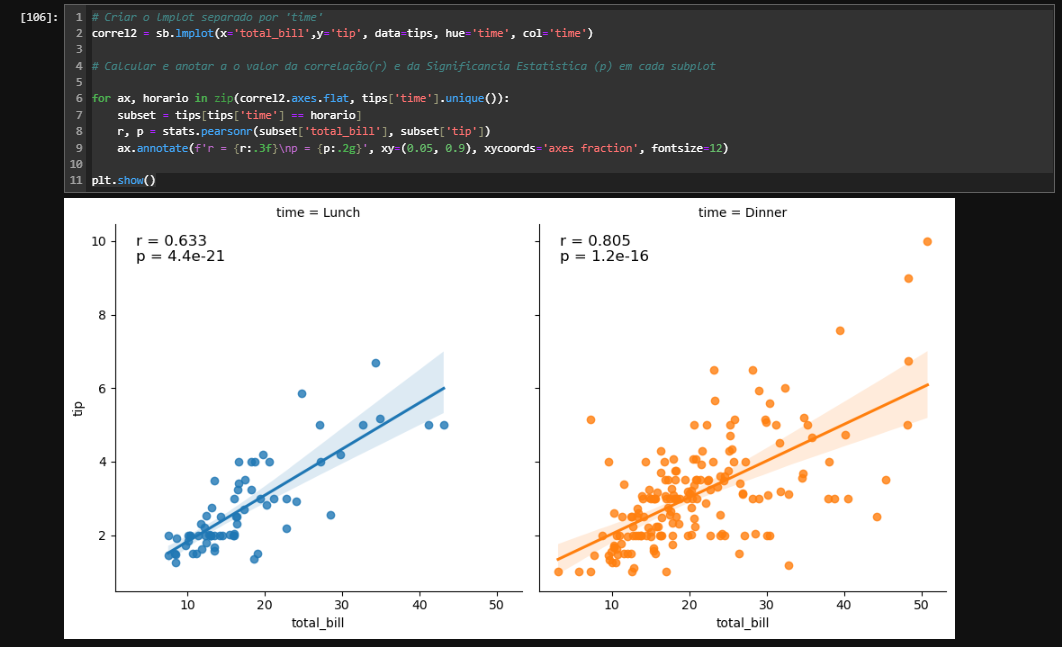 [106]:
1 # Criar o lmplot separado por 'time'
2 correl2 = sb.lmplot(x='total_bill',y='tip', data=tips, hue='time', col='time')
3
4 # Calcular e anotar a o valor da correlação(r) e da Significancia Estatistica (p) em cada subplot
5
6 for ax, horario in zip(correl2.axes.flat, tips['time'].unique()):
7     subset = tips[tips['time'] == horario]
8     r, p = stats.pearsonr(subset['total_bill'], subset['tip'])
9     ax.annotate(f'r = {r:.3f}\np = {p:.2g}', xy=(0.05, 0.9), xycoords='axes fraction', fontsize=12)
10
11 plt.show()
time = Lunch
r = 0.633
p = 4.4e-21
10
8
6
4
2
tip
10 20 30 40 50
total_bill
time = Dinner
r = 0.805
p = 1.2e-16
10 20 30 40 50
total_bill